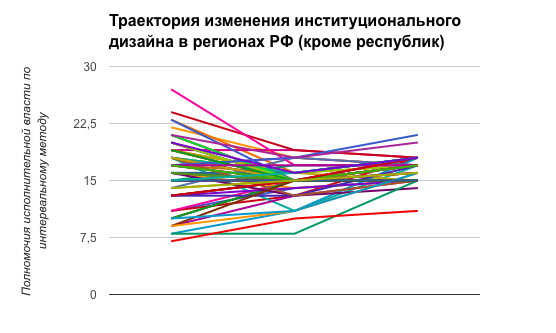 Траектория изменения институционального
дизайна в регионах РФ (кроме республик)
Полномочия исполнительной власти по
интервальному методу
30
22,5
15
7,5
0